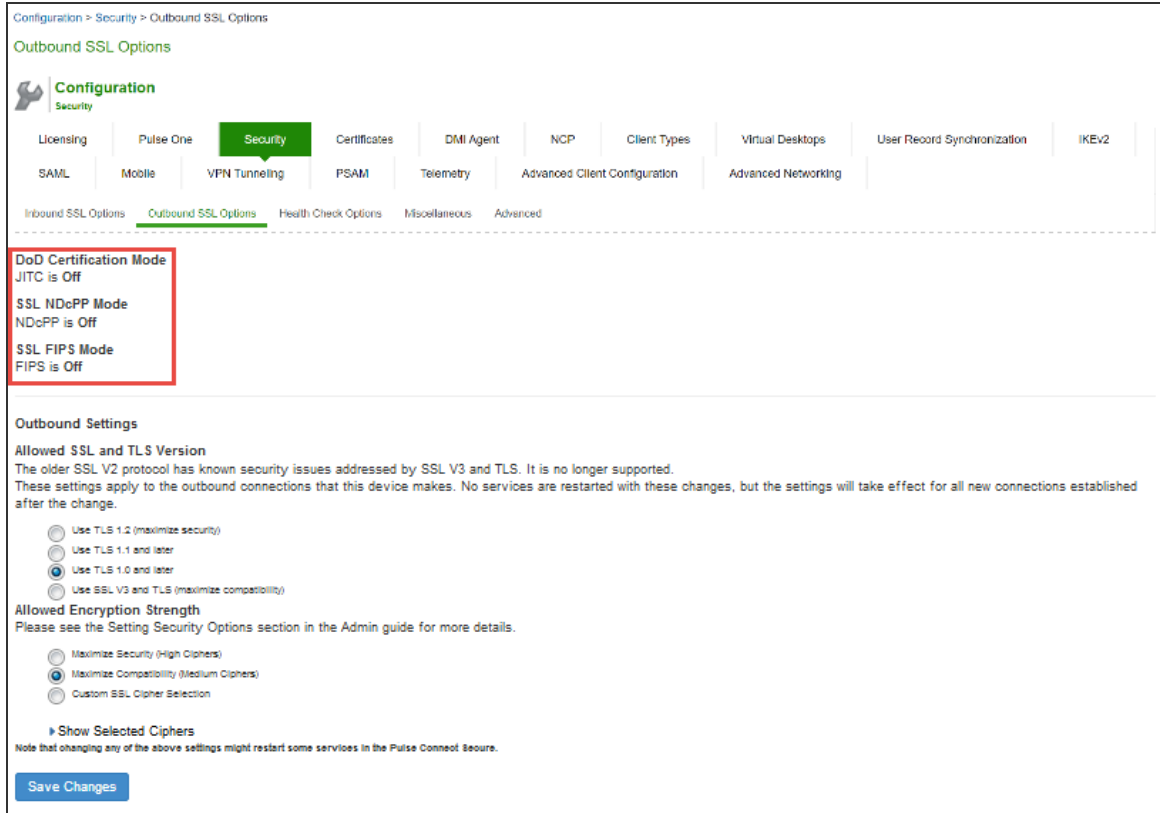 Configuration > Security > Outbound SSL Options
Outbound SSL Options
Configuration
Security
Licensing Pulse One Security Certificates DMI Agent NCP Client Types Virtual Desktops User Record Synchronization IKEv2
SAML Mobile VPN Tunneling PSAM Telemetry Advanced Client Configuration Advanced Networking
Inbound SSL Options Outbound SSL Options Health Check Options Miscellaneous Advanced
DoD Certification Mode
JITC is Off
SSL NDcPP Mode
NDcPP is Off
SSL FIPS Mode
FIPS is Off
Outbound Settings
Allowed SSL and TLS Version
The older SSL V2 protocol has known security issues addressed by SSL V3 and TLS. It is no longer supported.
These settings apply to the outbound connections that this device makes. No services are restarted with these changes, but the settings will take effect for all new connections established
after the change.
Use TLS 1.2 (maximize security)
Use TLS 1.1 and later
Use TLS 1.0 and later
Use SSL V3 and TLS (maximize compatibility)
Allowed Encryption Strength
Please see the Setting Security Options section in the Admin guide for more details.
Maximize Security (High Ciphers)
Maximize Compatibility (Medium Ciphers)
Custom SSL Cipher Selection
Show Selected Ciphers
Note that changing any of the above settings might restart some services in the Pulse Connect Secure.
Save Changes